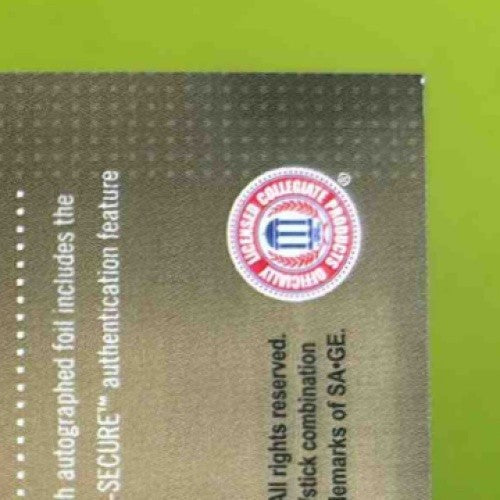 h autographed foil includes the
-SECURE™ authentication feature
OFFICIALLY LICENSED COLLEGIATE PRODUCTS
®
All rights reserved.
stick combination
demarks of SA•GE.